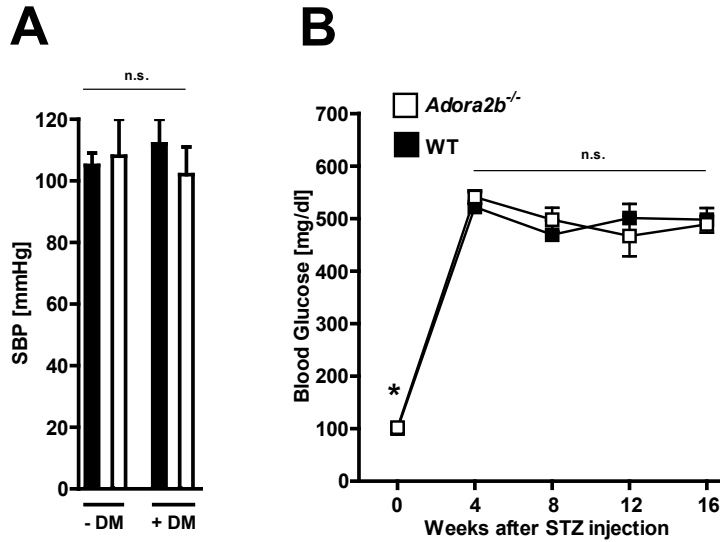 A
n.s.
120
100
80
60
40
20
0
SBP [mmHg]
- DM + DM
B
Adora2b-/-
WT
n.s.
700
600
500
400
300
200
100
0
Blood Glucose [mg/dl]
*
0 4 8 12 16
Weeks after STZ injection